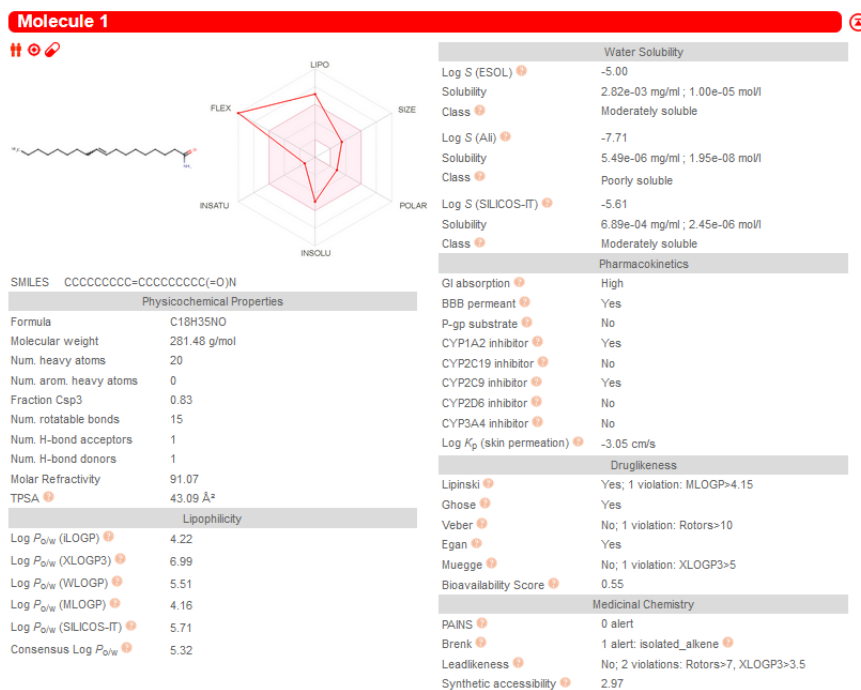 Molecule 1
LIPO
FLEX
SIZE
INSATU
POLAR
INSOLU
SMILES CCCCCCCCC=CCCCCCCCC(=O)N
Physicochemical Properties
Formula C18H35NO
Molecular weight 281.48 g/mol
Num. heavy atoms 20
Num. arom. heavy atoms 0
Fraction Csp3 0.83
Num. rotatable bonds 15
Num. H-bond acceptors 1
Num. H-bond donors 1
Molar Refractivity 91.07
TPSA ? 43.09 Å²
Lipophilicity
Log Po/w (iLOGP) ? 4.22
Log Po/w (XLOGP3) ? 6.99
Log Po/w (WLOGP) ? 5.51
Log Po/w (MLOGP) ? 4.16
Log Po/w (SILICOS-IT) ? 5.71
Consensus Log Po/w ? 5.32
Water Solubility
Log S (ESOL) ? -5.00
Solubility 2.82e-03 mg/ml ; 1.00e-05 mol/l
Class ? Moderately soluble
Log S (Ali) ? -7.71
Solubility 5.49e-06 mg/ml ; 1.95e-08 mol/l
Class ? Poorly soluble
Log S (SILICOS-IT) ? -5.61
Solubility 6.89e-04 mg/ml ; 2.45e-06 mol/l
Class ? Moderately soluble
Pharmacokinetics
GI absorption ? High
BBB permeant ? Yes
P-gp substrate ? No
CYP1A2 inhibitor ? Yes
CYP2C19 inhibitor ? No
CYP2C9 inhibitor ? Yes
CYP2D6 inhibitor ? No
CYP3A4 inhibitor ? No
Log Kp (skin permeation) ? -3.05 cm/s
Druglikeness
Lipinski ? Yes; 1 violation: MLOGP>4.15
Ghose ? Yes
Veber ? No; 1 violation: Rotors>10
Egan ? Yes
Muegge ? No; 1 violation: XLOGP3>5
Bioavailability Score ? 0.55
Medicinal Chemistry
PAINS ? 0 alert
Brenk ? 1 alert: isolated_alkene ?
Leadlikeness ? No; 2 violations: Rotors>7, XLOGP3>3.5
Synthetic accessibility ? 2.97